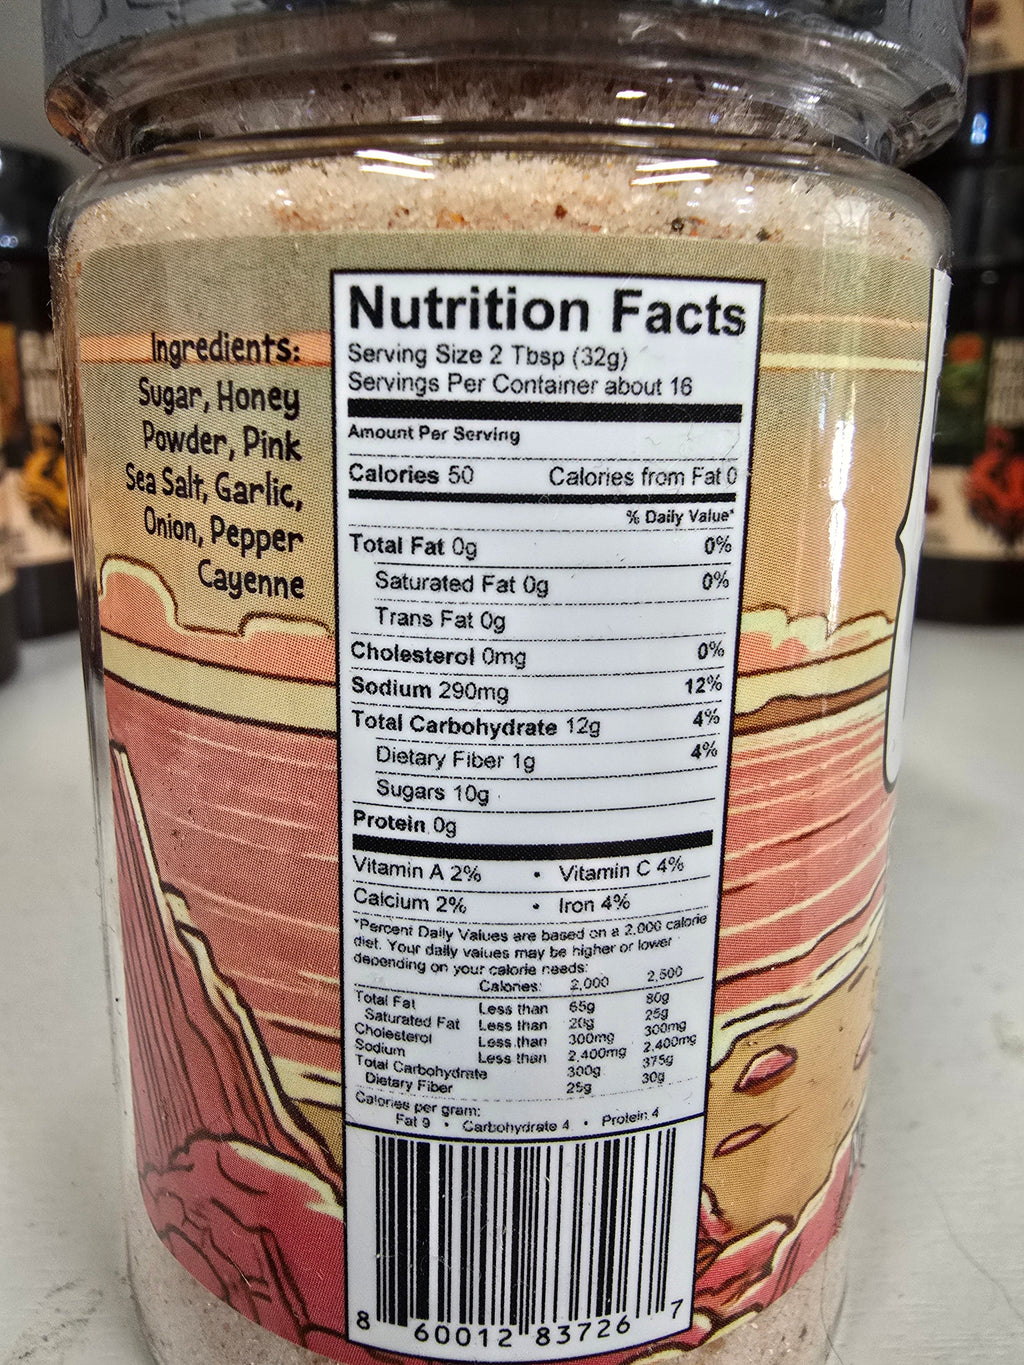 Ingredients:
Sugar, Honey
Powder, Pink
Sea Salt, Garlic,
Onion, Pepper
Cayenne
Nutrition Facts
Serving Size 2 Tbsp (32g)
Servings Per Container about 16
Amount Per Serving
Calories 50 Calories from Fat 0
% Daily Value*
Total Fat 0g 0%
Saturated Fat 0g 0%
Trans Fat 0g
Cholesterol 0mg 0%
Sodium 290mg 12%
Total Carbohydrate 12g 4%
Dietary Fiber 1g 4%
Sugars 10g
Protein 0g
Vitamin A 2% • Vitamin C 4%
Calcium 2% • Iron 4%
*Percent Daily Values are based on a 2,000 calorie
diet. Your daily values may be higher or lower
depending on your calorie needs:
Calories: 2,000 2,500
Total Fat Less than 65g 80g
Saturated Fat Less than 20g 25g
Cholesterol Less than 300mg 300mg
Sodium Less than 2,400mg 2,400mg
Total Carbohydrate 300g 375g
Dietary Fiber 25g 30g
Calories per gram:
Fat 9 • Carbohydrate 4 • Protein 4
8 60012 83726 7